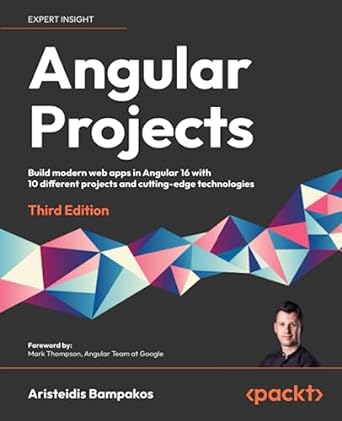 EXPERT INSIGHT
Angular
Projects
Build modern web apps in Angular 16 with
10 different projects and cutting-edge technologies
Third Edition
Foreword by:
Mark Thompson, Angular Team at Google
Aristeidis Bampakos
<packt>